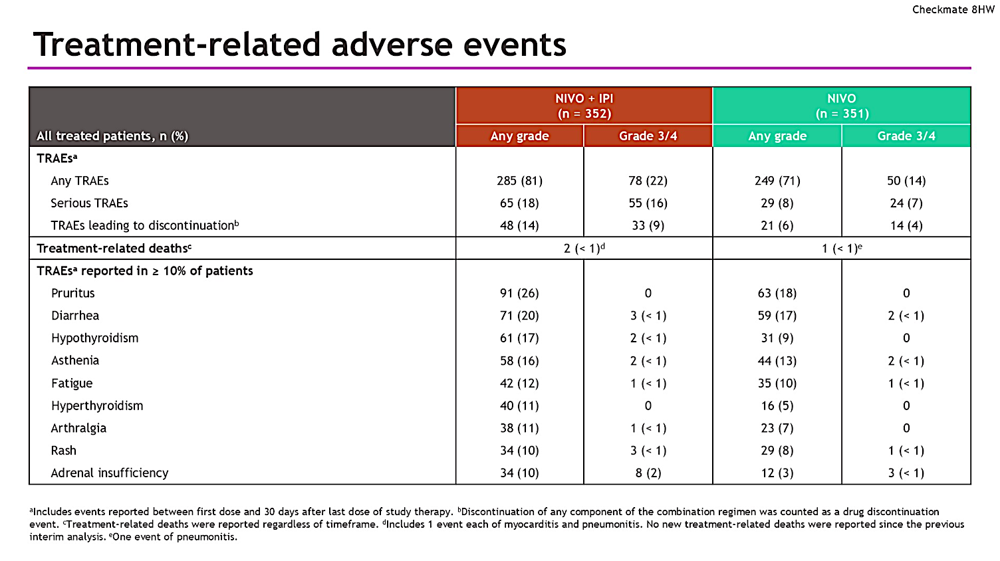 Checkmate 8HW
Treatment-related adverse events
NIVO + IPI
(n = 352)
NIVO
(n = 351)
All treated patients, n (%) Any grade Grade 3/4 Any grade Grade 3/4
TRAEsᵃ
Any TRAEs 285 (81) 78 (22) 249 (71) 50 (14)
Serious TRAEs 65 (18) 55 (16) 29 (8) 24 (7)
TRAEs leading to discontinuationᵇ 48 (14) 33 (9) 21 (6) 14 (4)
Treatment-related deathsᶜ 2 (< 1)ᵈ 1 (< 1)ᵉ
TRAEsᵃ reported in ≥ 10% of patients
Pruritus 91 (26) 0 63 (18) 0
Diarrhea 71 (20) 3 (< 1) 59 (17) 2 (< 1)
Hypothyroidism 61 (17) 2 (< 1) 31 (9) 0
Asthenia 58 (16) 2 (< 1) 44 (13) 2 (< 1)
Fatigue 42 (12) 1 (< 1) 35 (10) 1 (< 1)
Hyperthyroidism 40 (11) 0 16 (5) 0
Arthralgia 38 (11) 1 (< 1) 23 (7) 0
Rash 34 (10) 3 (< 1) 29 (8) 1 (< 1)
Adrenal insufficiency 34 (10) 8 (2) 12 (3) 3 (< 1)
ᵃIncludes events reported between first dose and 30 days after last dose of study therapy. ᵇDiscontinuation of any component of the combination regimen was counted as a drug discontinuation
event. ᶜTreatment-related deaths were reported regardless of timeframe. ᵈIncludes 1 event each of myocarditis and pneumonitis. No new treatment-related deaths were reported since the previous
interim analysis. ᵉOne event of pneumonitis.